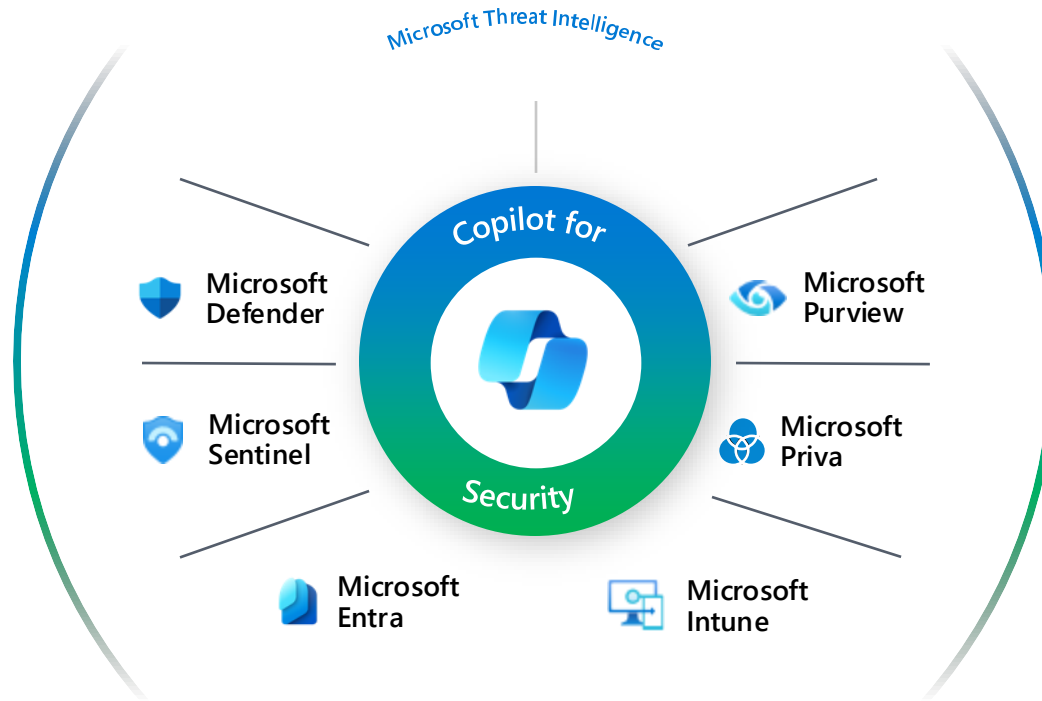 Microsoft Threat Intelligence
Copilot for
Security
Microsoft
Defender
Microsoft
Sentinel
Microsoft
Entra
Microsoft
Intune
Microsoft
Priva
Microsoft
Purview